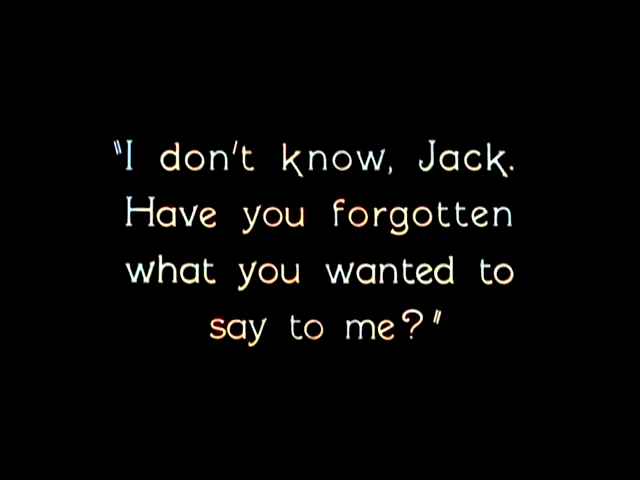 "I don't know, Jack.
Have you forgotten
what you wanted to
say to me?"